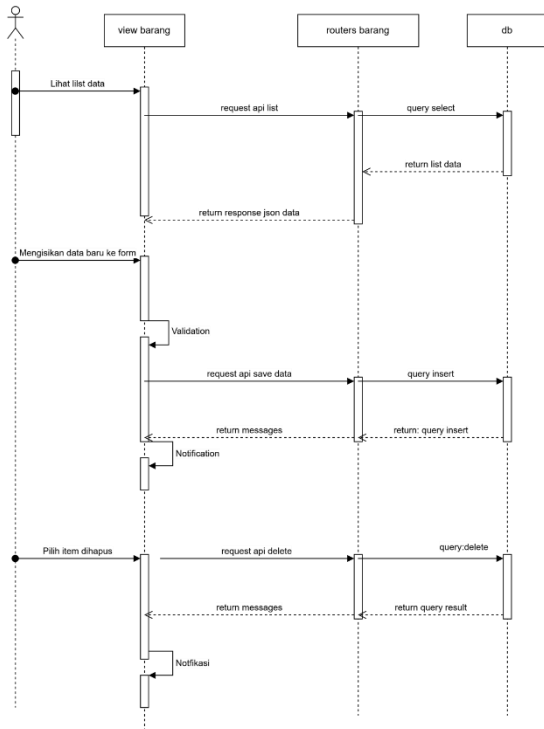 view barang
routers barang
db
Lihat lilst data
request api list
query select
return list data
return response json data
Mengisikan data baru ke form
Validation
request api save data
query insert
return messages
return: query insert
Notification
Pilih item dihapus
request api delete
query:delete
return messages
return query result
Notfikasi